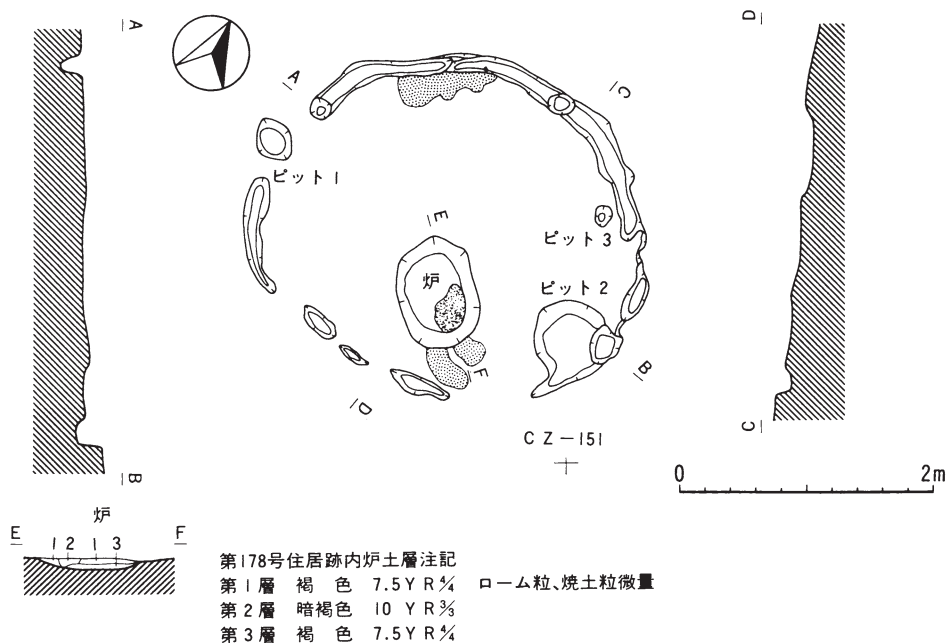 A
D
A
C
ピット1
E
炉
ピット3
ピット2
F
B
D
C
B
CZ-151
0 2m
炉
E F
1 2 1 3
第178号住居跡内炉土層注記
第1層 褐色 7.5YR4/4 ローム粒、焼土粒微量
第2層 暗褐色 10YR3/3
第3層 褐色 7.5YR4/4